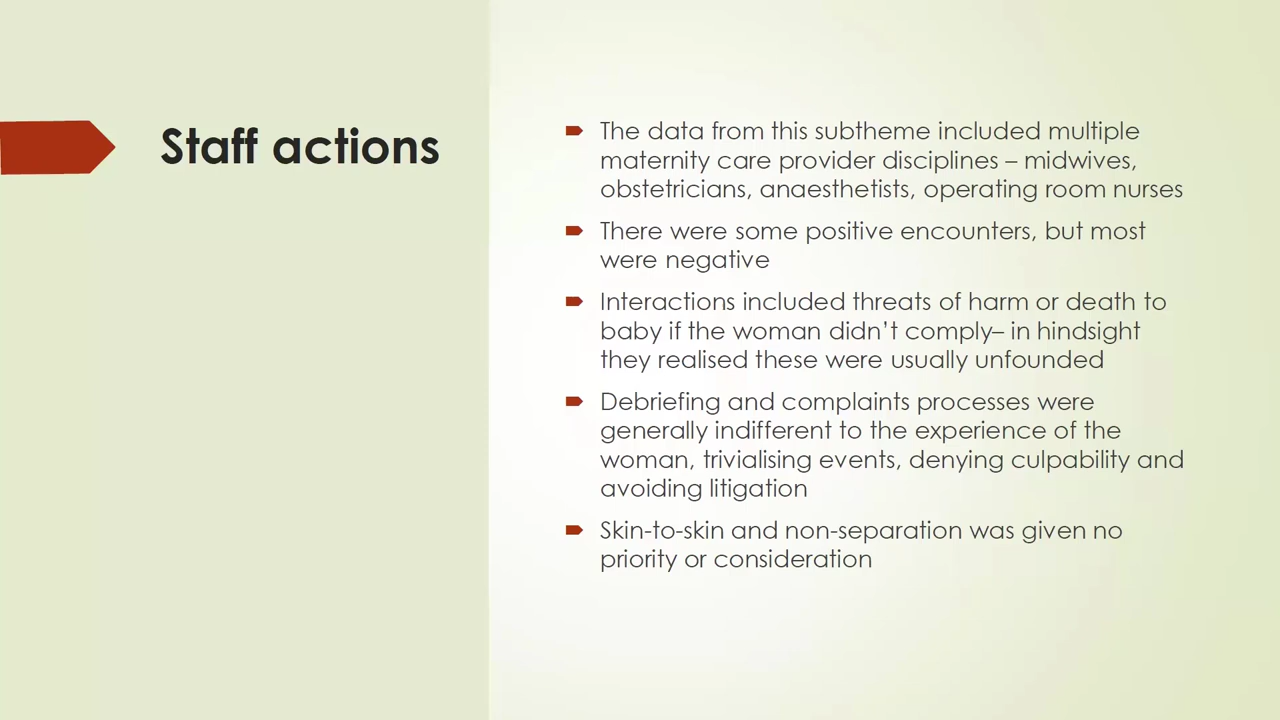 Staff actions
The data from this subtheme included multiple
maternity care provider disciplines – midwives,
obstetricians, anaesthetists, operating room nurses
There were some positive encounters, but most
were negative
Interactions included threats of harm or death to
baby if the woman didn’t comply– in hindsight
they realised these were usually unfounded
Debriefing and complaints processes were
generally indifferent to the experience of the
woman, trivialising events, denying culpability and
avoiding litigation
Skin-to-skin and non-separation was given no
priority or consideration